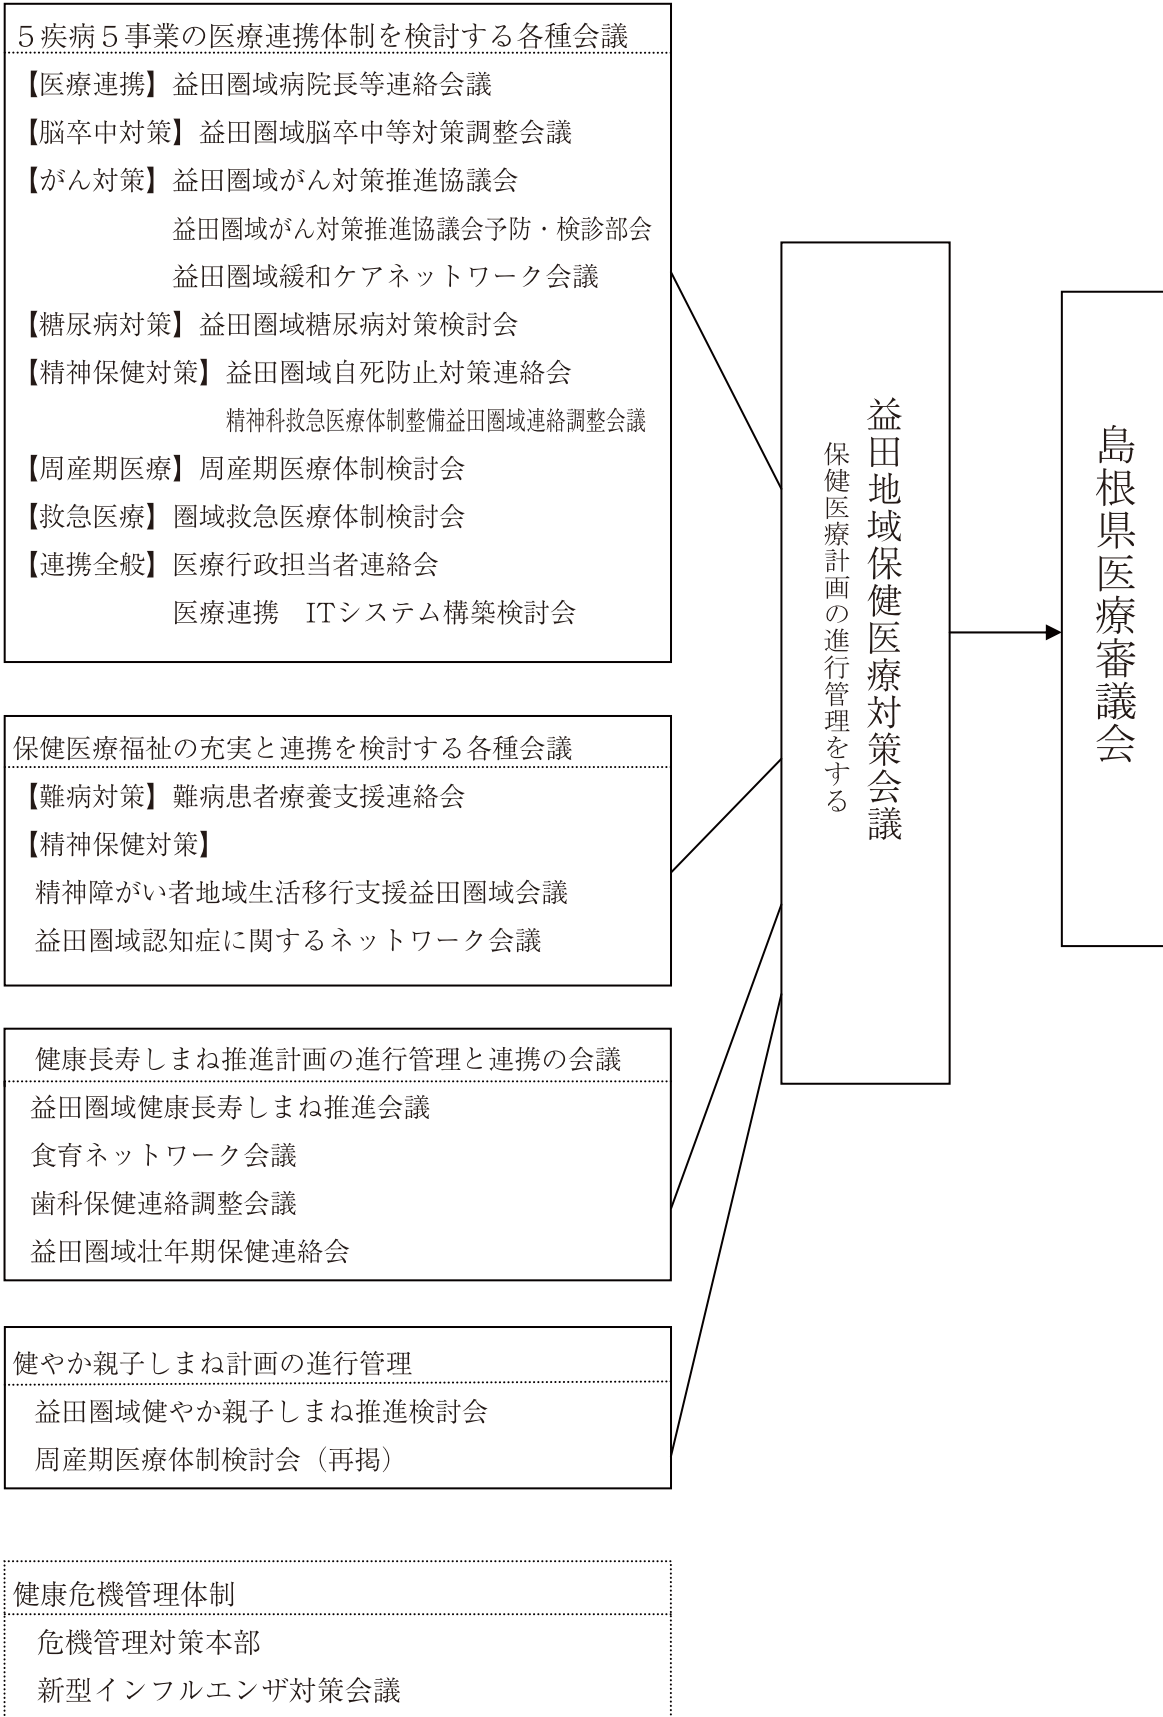 ５疾病５事業の医療連携体制を検討する各種会議
【医療連携】益田圏域病院長等連絡会議
【脳卒中対策】益田圏域脳卒中等対策調整会議
【がん対策】益田圏域がん対策推進協議会
益田圏域がん対策推進協議会予防・検診部会
益田圏域緩和ケアネットワーク会議
【糖尿病対策】益田圏域糖尿病対策検討会
【精神保健対策】益田圏域自死防止対策連絡会
精神科救急医療体制整備益田圏域連絡調整会議
【周産期医療】周産期医療体制検討会
【救急医療】圏域救急医療体制検討会
【連携全般】医療行政担当者連絡会
医療連携　ITシステム構築検討会
保健医療福祉の充実と連携を検討する各種会議
【難病対策】難病患者療養支援連絡会
【精神保健対策】
精神障がい者地域生活移行支援益田圏域会議
益田圏域認知症に関するネットワーク会議
健康長寿しまね推進計画の進行管理と連携の会議
益田圏域健康長寿しまね推進会議
食育ネットワーク会議
歯科保健連絡調整会議
益田圏域壮年期保健連絡会
健やか親子しまね計画の進行管理
益田圏域健やか親子しまね推進検討会
周産期医療体制検討会（再掲）
健康危機管理体制
危機管理対策本部
新型インフルエンザ対策会議
益田地域保健医療対策会議
保健医療計画の進行管理をする
島根県医療審議会